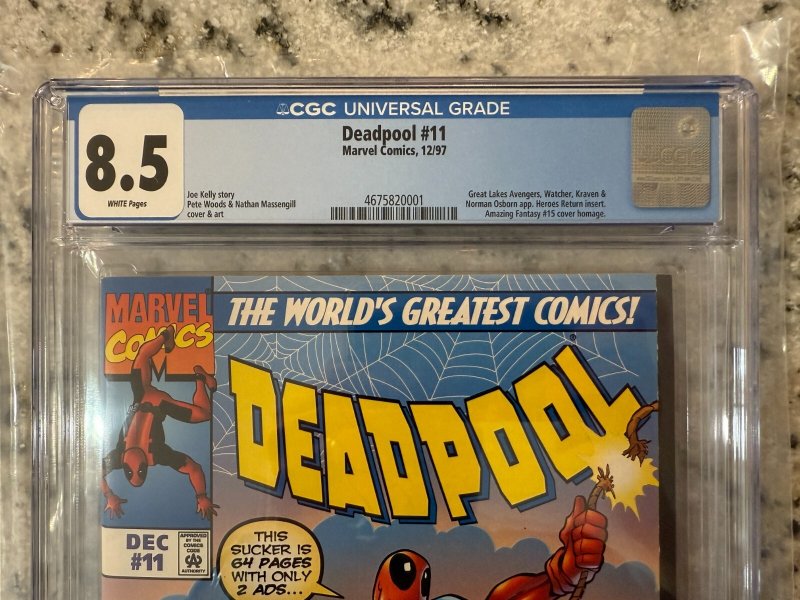 CGC UNIVERSAL GRADE
8.5
WHITE Pages
Deadpool #11
Marvel Comics, 12/97
Joe Kelly story
Pete Woods & Nathan Massengill
cover & art
4675820001
Great Lakes Avengers, Watcher, Kraven &
Norman Osborn app. Heroes Return insert.
Amazing Fantasy #15 cover homage.
CGC
MARVEL
COMICS
THE WORLD'S GREATEST COMICS!
DEADPOOL
DEC
#11
APPROVED
BY THE
COMICS
CODE
AUTHORITY
THIS
SUCKER IS
64 PAGES
WITH ONLY
2 ADS...